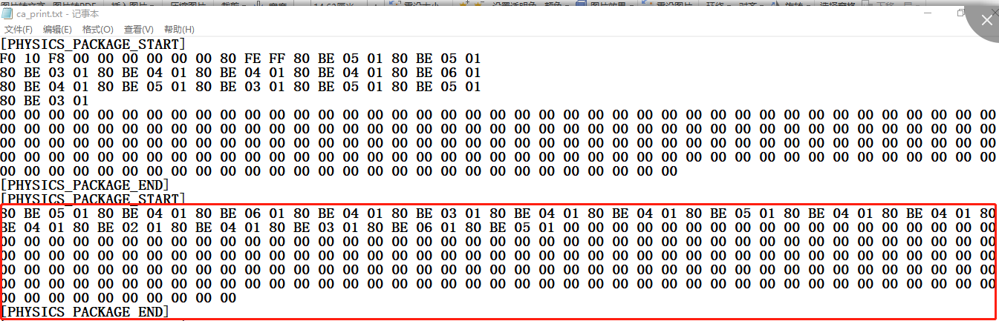 ca_print.txt - 记事本
文件(F) 编辑(E) 格式(O) 查看(V) 帮助(H)
[PHYSICS_PACKAGE_START]
F0 10 F8 00 00 00 00 00 00 80 FE FF 80 BE 05 01 80 BE 05 01
80 BE 03 01 80 BE 04 01 80 BE 04 01 80 BE 04 01 80 BE 06 01
80 BE 04 01 80 BE 05 01 80 BE 03 01 80 BE 05 01 80 BE 05 01
80 BE 03 01
00 00 00 00 00 00 00 00 00 00 00 00 00 00 00 00 00 00 00 00 00 00 00 00 00 00 00 00 00 00 00 00 00 00 00 00 00 00 00 00 00
00 00 00 00 00 00 00 00 00 00 00 00 00 00 00 00 00 00 00 00 00 00 00 00 00 00 00 00 00 00 00 00 00 00 00 00 00 00 00 00 00
00 00 00 00 00 00 00 00 00 00 00 00 00 00 00 00 00 00 00 00 00 00 00 00 00 00 00 00 00 00 00 00 00 00 00 00 00 00 00 00 00
00 00 00 00 00 00 00 00 00 00 00 00 00 00 00 00 00 00 00 00 00 00 00 00 00 00 00 00 00 00 00 00 00 00 00 00 00 00 00 00 00
00 00 00 00 00 00 00 00 00 00 00 00 00 00 00 00 00 00 00 00 00 00 00 00 00 00 00 00
[PHYSICS_PACKAGE_END]
[PHYSICS_PACKAGE_START]
80 BE 05 01 80 BE 04 01 80 BE 06 01 80 BE 04 01 80 BE 03 01 80 BE 04 01 80 BE 04 01 80 BE 05 01 80 BE 04 01 80 BE 04 01 80
BE 04 01 80 BE 02 01 80 BE 04 01 80 BE 03 01 80 BE 06 01 80 BE 05 01 00 00 00 00 00 00 00 00 00 00 00 00 00 00 00 00 00 00
00 00 00 00 00 00 00 00 00 00 00 00 00 00 00 00 00 00 00 00 00 00 00 00 00 00 00 00 00 00 00 00 00 00 00 00 00 00 00 00 00
00 00 00 00 00 00 00 00 00 00 00 00 00 00 00 00 00 00 00 00 00 00 00 00 00 00 00 00 00 00 00 00 00 00 00 00 00 00 00 00 00
00 00 00 00 00 00 00 00 00 00 00 00 00 00 00 00 00 00 00 00 00 00 00 00 00 00 00 00 00 00 00 00 00 00 00 00 00 00 00 00 00
00 00 00 00 00 00 00 00 00 00 00 00 00 00 00 00 00 00 00 00 00 00 00 00 00 00 00 00 00 00 00 00 00 00 00 00 00 00 00 00 00
00 00 00 00 00 00 00 00 00 00
[PHYSICS PACKAGE END]